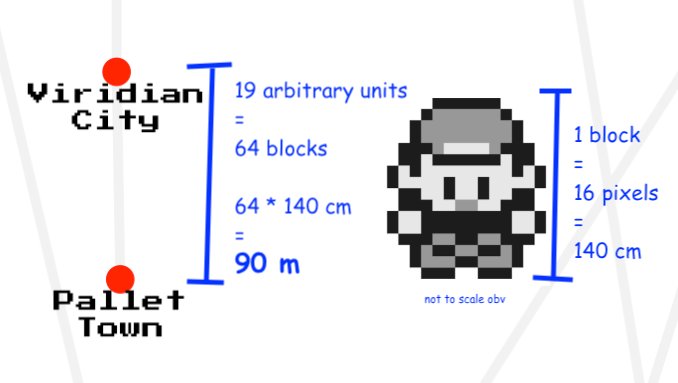 Viridian
City
19 arbitrary units
=
64 blocks
64 * 140 cm
=
90 m
Pallet
Town
1 block
=
16 pixels
=
140 cm
not to scale obv